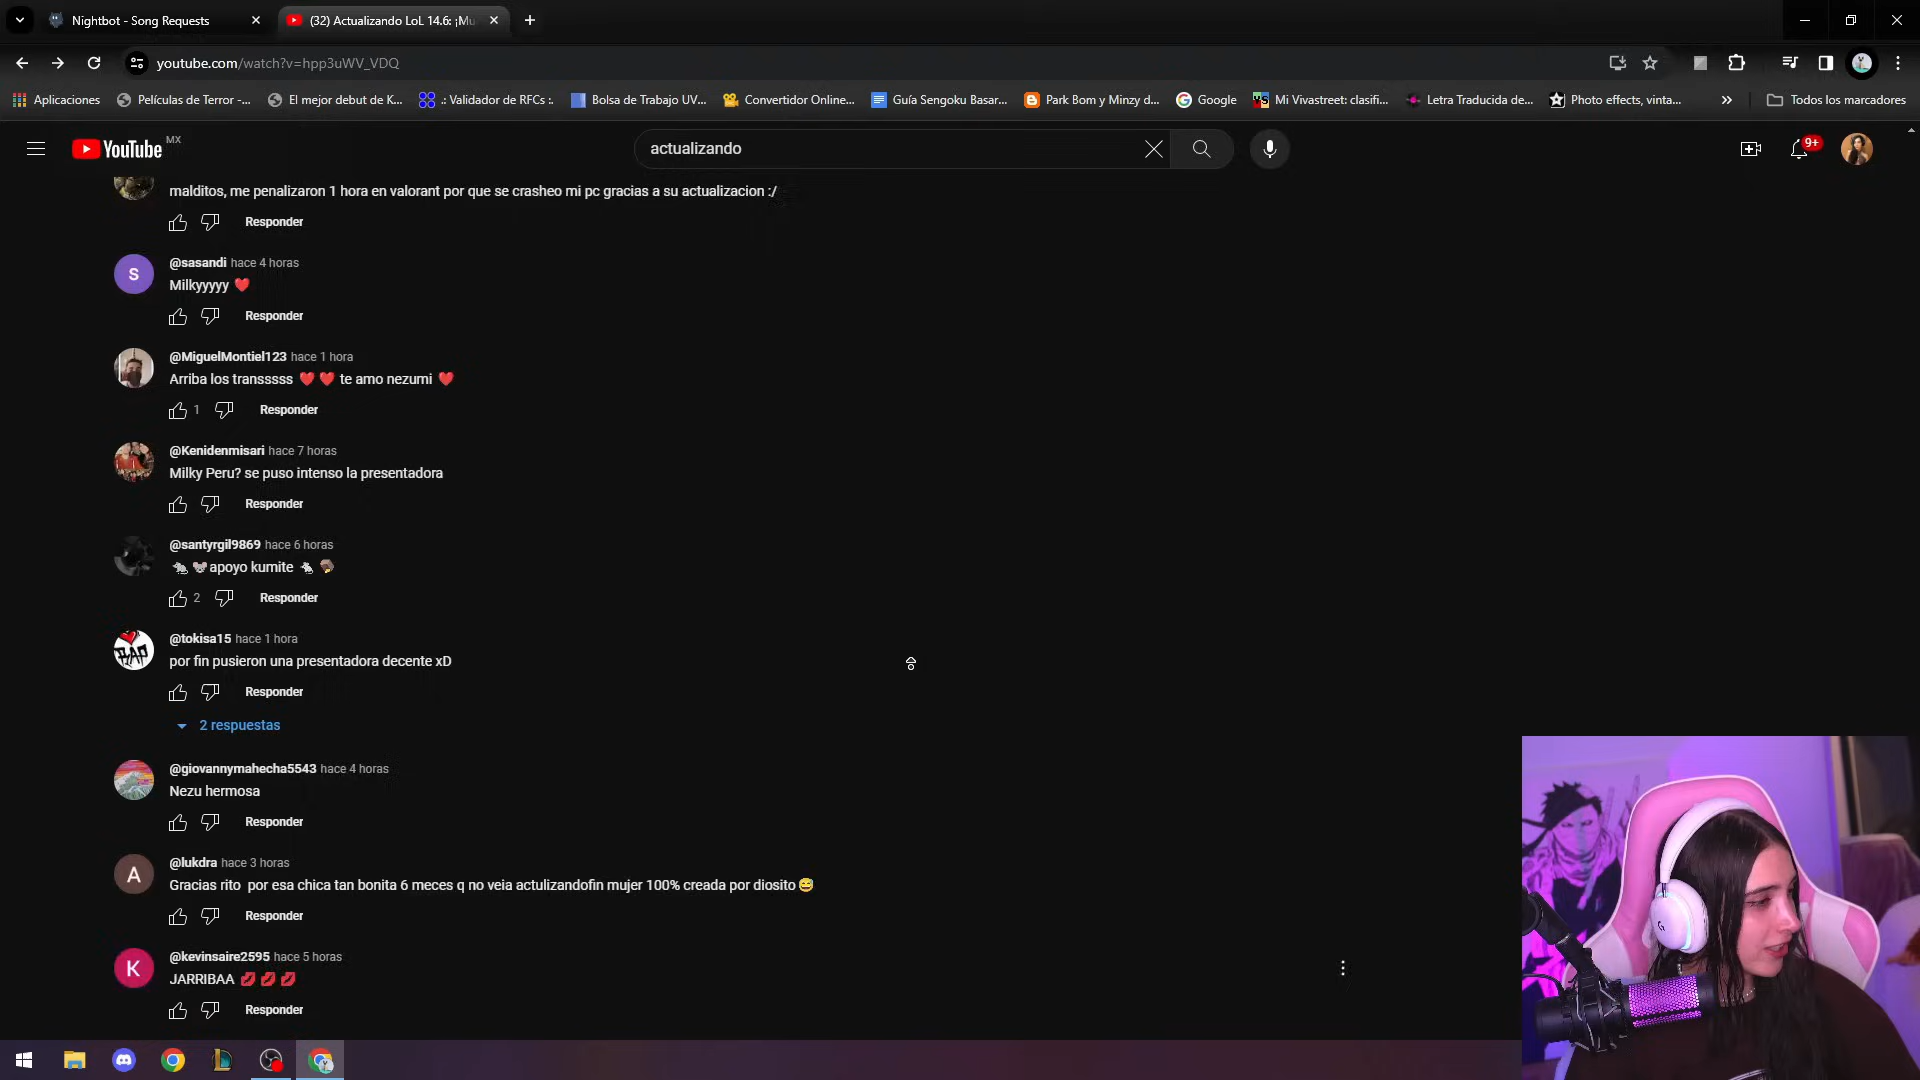 Nightbot - Song Requests
(32) Actualizando LoL 14.6: ¡Mu
youtube.com/watch?v=hpp3uWV_VDQ
Aplicaciones
Películas de Terror -...
El mejor debut de K...
.: Validador de RFCs :.
Bolsa de Trabajo UV...
Convertidor Online...
Guía Sengoku Basar...
Park Bom y Minzy d...
Google
Mi Vivastreet: clasifi...
Letra Traducida de...
Photo effects, vinta...
»
Todos los marcadores
YouTube MX
actualizando
9+
malditos, me penalizaron 1 hora en valorant por que se crasheo mi pc gracias a su actualizacion :/
Responder
S
@sasandi hace 4 horas
Milkyyyyy ❤️
Responder
@MiguelMontiel123 hace 1 hora
Arriba los transssss ❤️ ❤️ te amo nezumi ❤️
1 Responder
@Kenidenmisari hace 7 horas
Milky Peru? se puso intenso la presentadora
Responder
@santyrgil9869 hace 6 horas
🐀 🐭apoyo kumite 🐁 🪤
2 Responder
RAP
@tokisa15 hace 1 hora
por fin pusieron una presentadora decente xD
Responder
2 respuestas
@giovannymahecha5543 hace 4 horas
Nezu hermosa
Responder
A
@lukdra hace 3 horas
Gracias rito  por esa chica tan bonita 6 meces q no veia actulizandofin mujer 100% creada por diosito 😅
Responder
K
@kevinsaire2595 hace 5 horas
JARRIBAA 💋 💋 💋
Responder